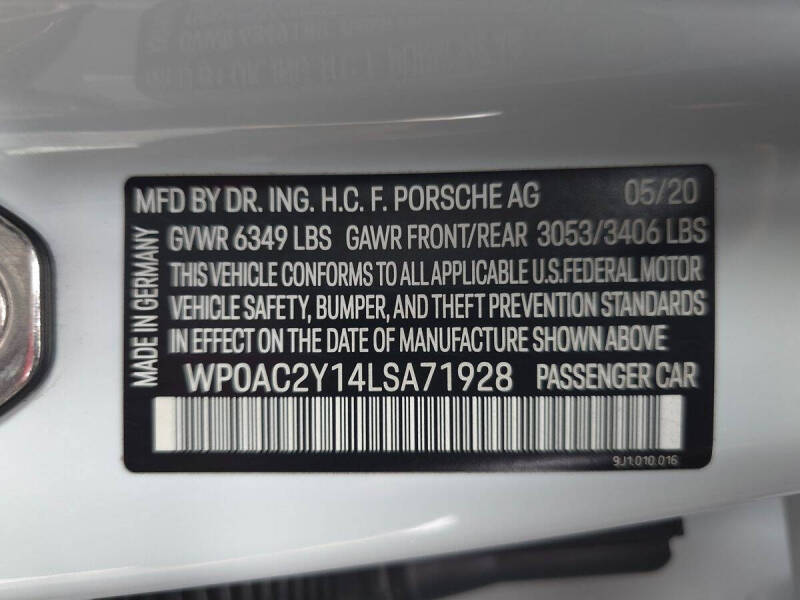 MFD BY DR. ING. H.C. F. PORSCHE AG 05/20
GVWR 6349 LBS GAWR FRONT/REAR 3053/3406 LBS
THIS VEHICLE CONFORMS TO ALL APPLICABLE U.S.FEDERAL MOTOR
VEHICLE SAFETY, BUMPER, AND THEFT PREVENTION STANDARDS
IN EFFECT ON THE DATE OF MANUFACTURE SHOWN ABOVE
WP0AC2Y14LSA71928 PASSENGER CAR
MADE IN GERMANY
9J1.010.016